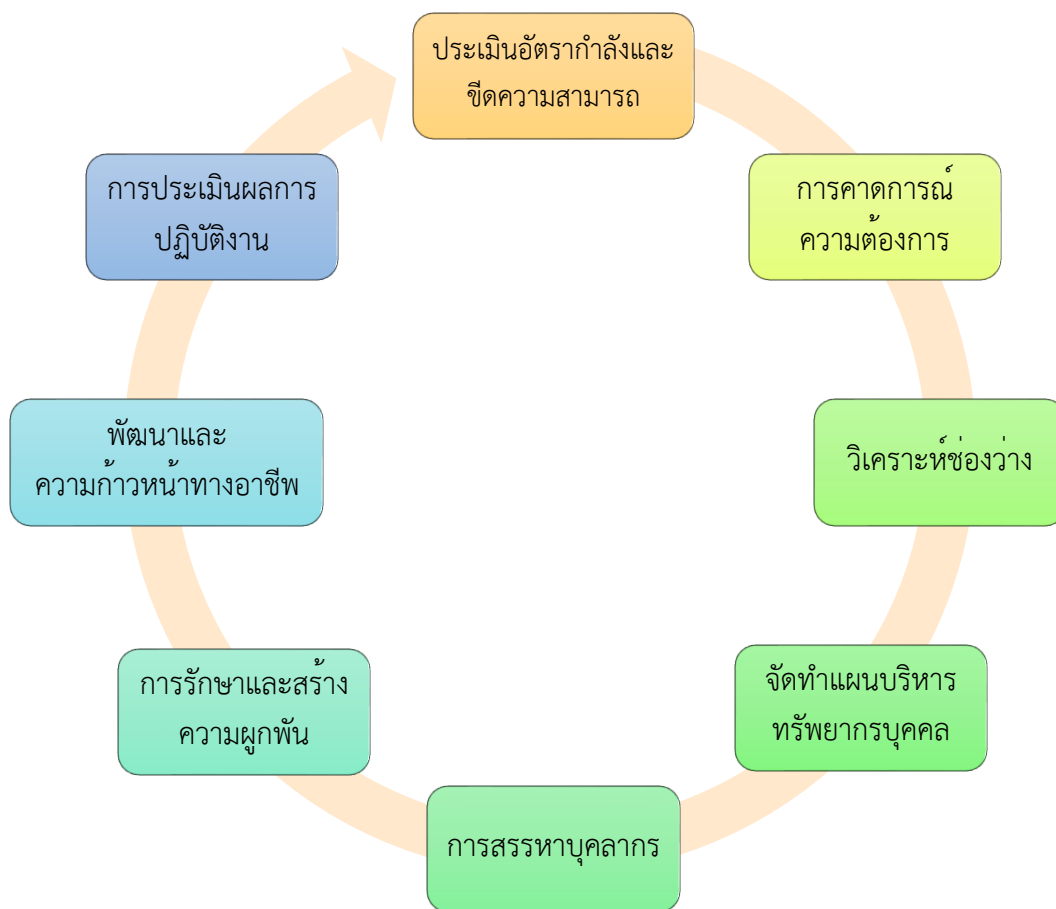 ประเมินอัตรากำลังและ
ขีดความสามารถ
การคาดการณ์
ความต้องการ
วิเคราะห์ช่องว่าง
จัดทำแผนบริหาร
ทรัพยากรบุคคล
การสรรหาบุคลากร
การรักษาและสร้าง
ความผูกพัน
พัฒนาและ
ความก้าวหน้าทางอาชีพ
การประเมินผลการ
ปฏิบัติงาน